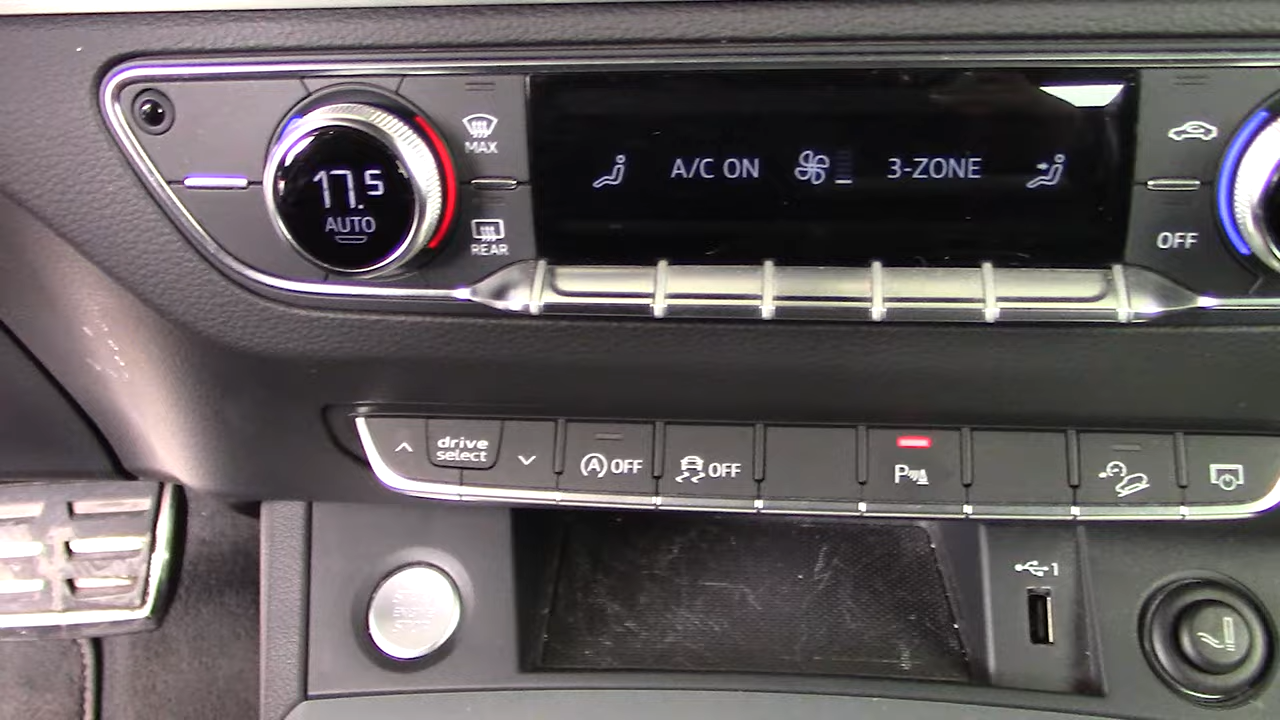 17.5
AUTO
MAX
REAR
A/C ON
3-ZONE
OFF
drive
select
(A) OFF
OFF
P
1